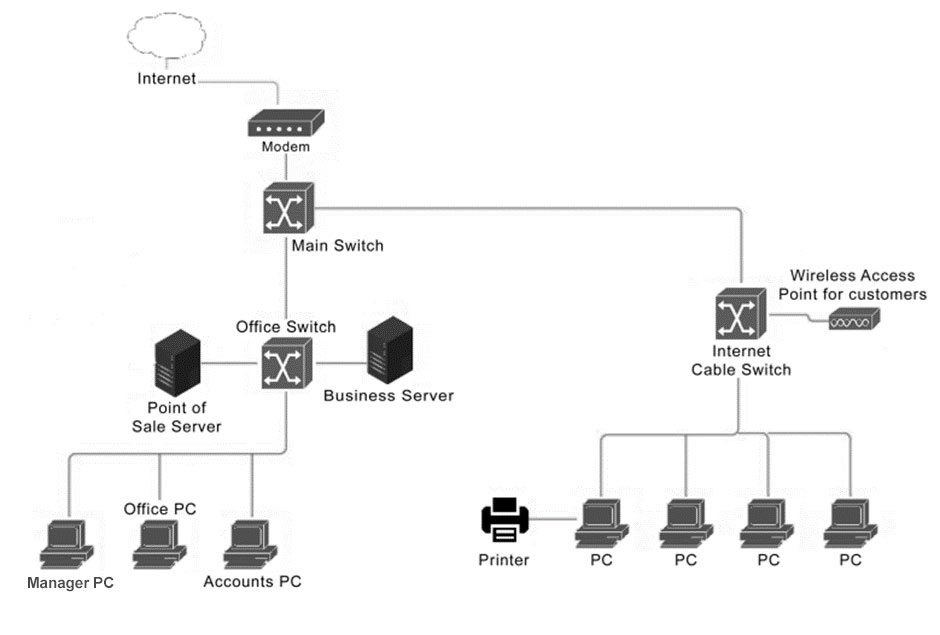 Internet
Modem
Main Switch
Wireless Access
Point for customers
Office Switch
Internet
Cable Switch
Business Server
Point of
Sale Server
Office PC
Manager PC
Accounts PC
Printer
PC
PC
PC
PC